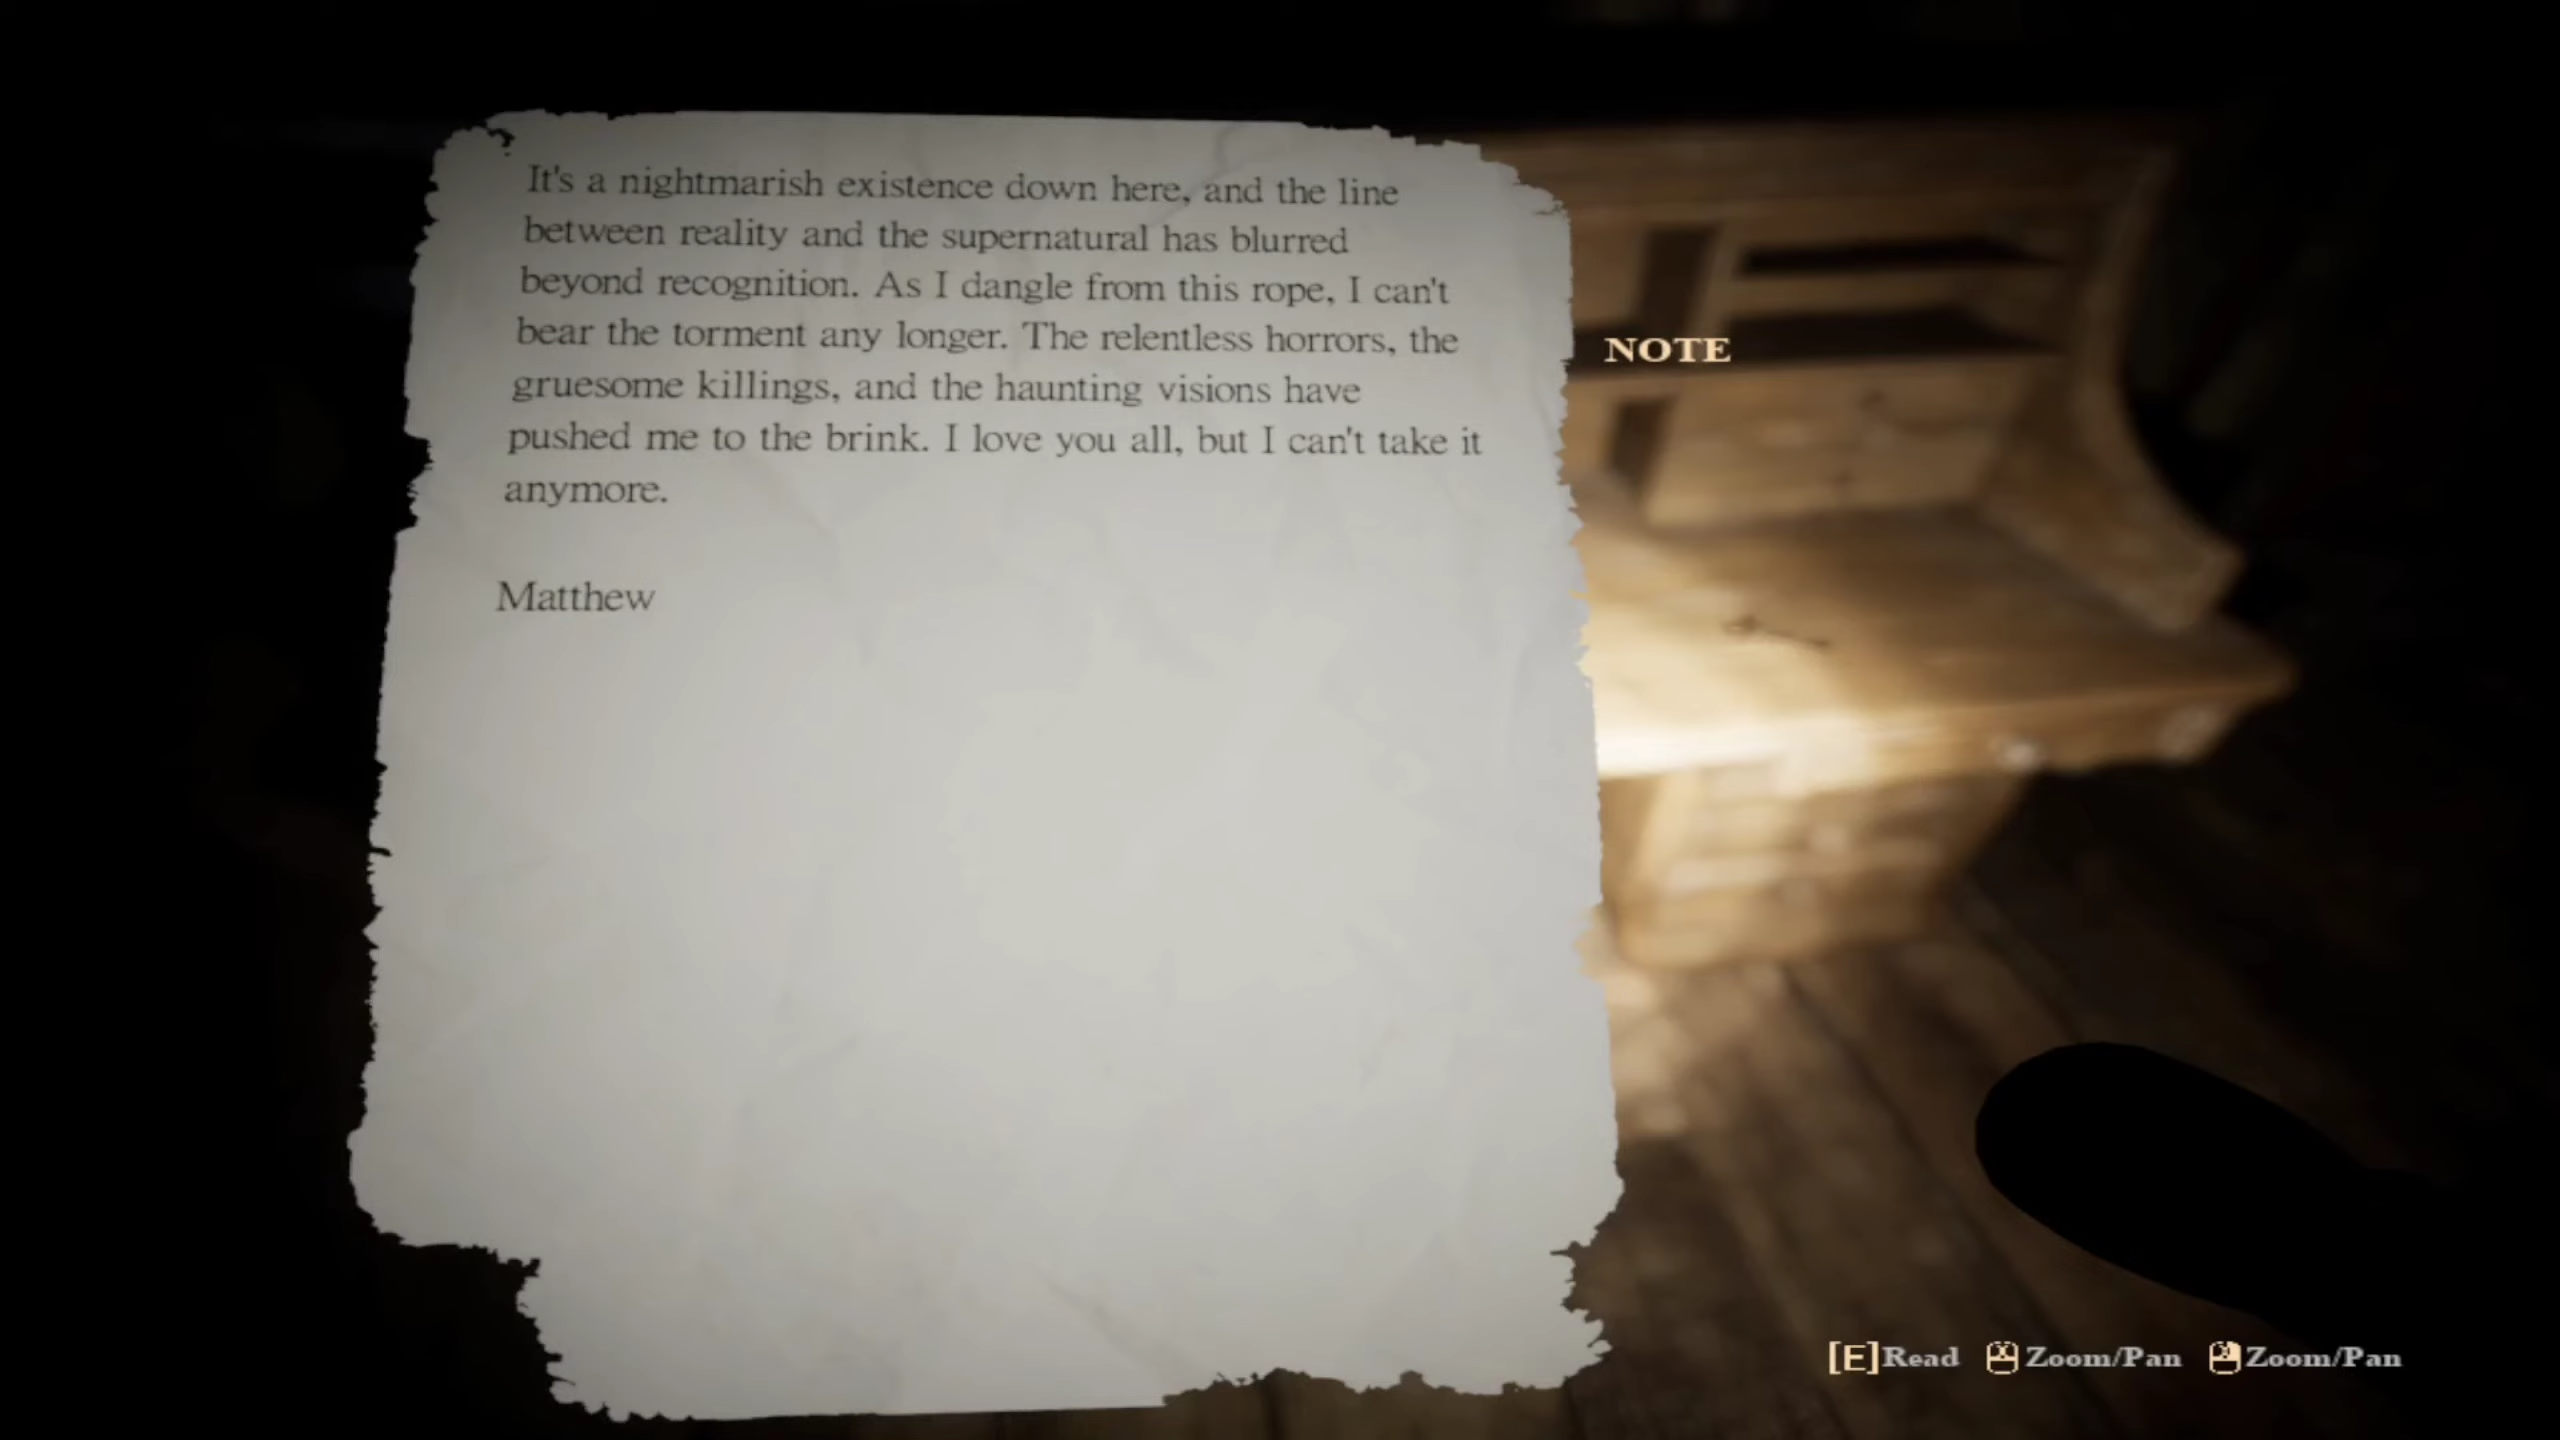 It's a nightmarish existence down here, and the line
between reality and the supernatural has blurred
beyond recognition. As I dangle from this rope, I can't
bear the torment any longer. The relentless horrors, the
gruesome killings, and the haunting visions have
pushed me to the brink. I love you all, but I can't take it
anymore.
Matthew
NOTE
[E]Read Zoom/Pan Zoom/Pan